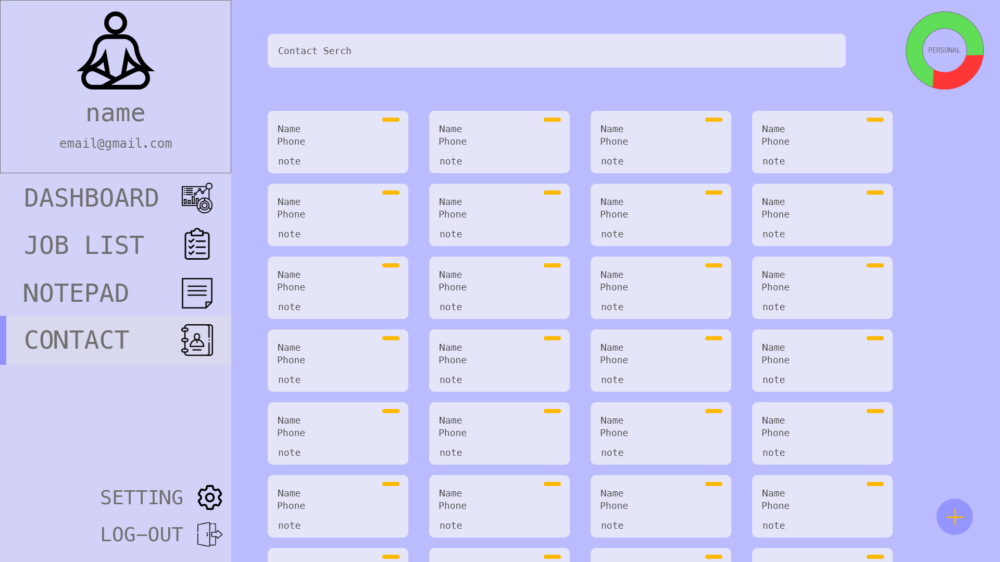 name
email@gmail.com
DASHBOARD
JOB LIST
NOTEPAD
CONTACT
SETTING
LOG-OUT
Contact Serch
PERSONAL
Name
Phone
note
Name
Phone
note
Name
Phone
note
Name
Phone
note
Name
Phone
note
Name
Phone
note
Name
Phone
note
Name
Phone
note
Name
Phone
note
Name
Phone
note
Name
Phone
note
Name
Phone
note
Name
Phone
note
Name
Phone
note
Name
Phone
note
Name
Phone
note
Name
Phone
note
Name
Phone
note
Name
Phone
note
Name
Phone
note
Name
Phone
note
Name
Phone
note
Name
Phone
note
Name
Phone
note